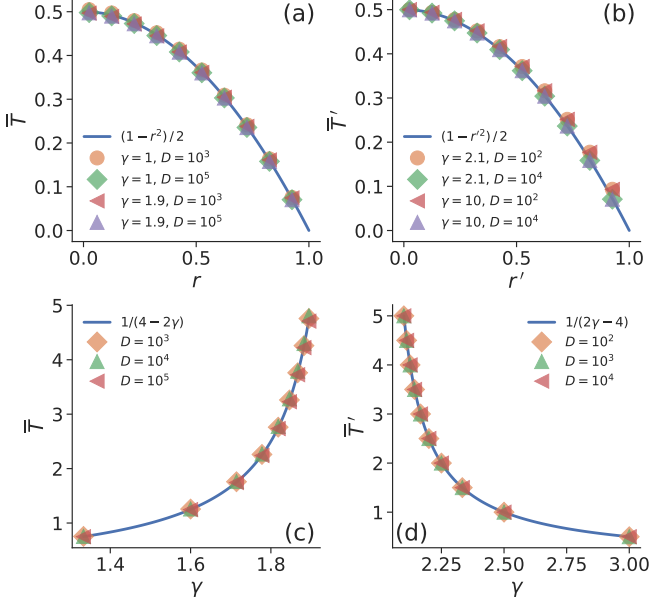 (a)
0.5
0.4
0.3
0.2
0.1
0.0
T̿
(1−r²)/2
γ=1, D=10³
γ=1, D=10⁵
γ=1.9, D=10³
γ=1.9, D=10⁵
0.0 0.5 1.0
r
(b)
0.5
0.4
0.3
0.2
0.1
0.0
T̿′
(1−r′²)/2
γ=2.1, D=10²
γ=2.1, D=10⁴
γ=10, D=10²
γ=10, D=10⁴
0.0 0.5 1.0
r′
5
4
3
2
1
T̿
1/(4−2γ)
D=10³
D=10⁴
D=10⁵
(c)
1.4 1.6 1.8
γ
5
4
3
2
1
T̿′
1/(2γ−4)
D=10²
D=10³
D=10⁴
(d)
2.25 2.50 2.75 3.00
γ